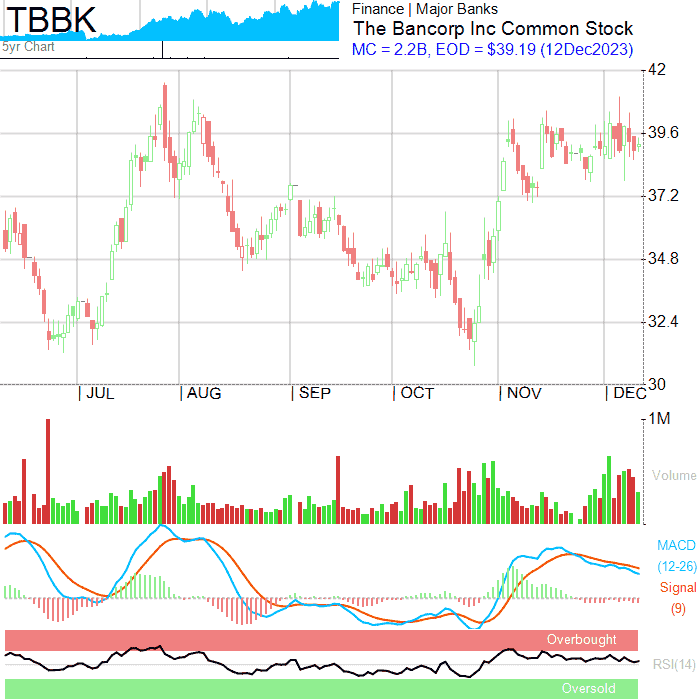 TBBK
5yr Chart
Finance | Major Banks
The Bancorp Inc Common Stock
MC = 2.2B, EOD = $39.19 (12Dec2023)
42
39.6
37.2
34.8
32.4
30
| JUL | AUG | SEP | OCT | NOV | DEC
1M
Volume
MACD
(12-26)
Signal
(9)
Overbought
RSI(14)
Oversold